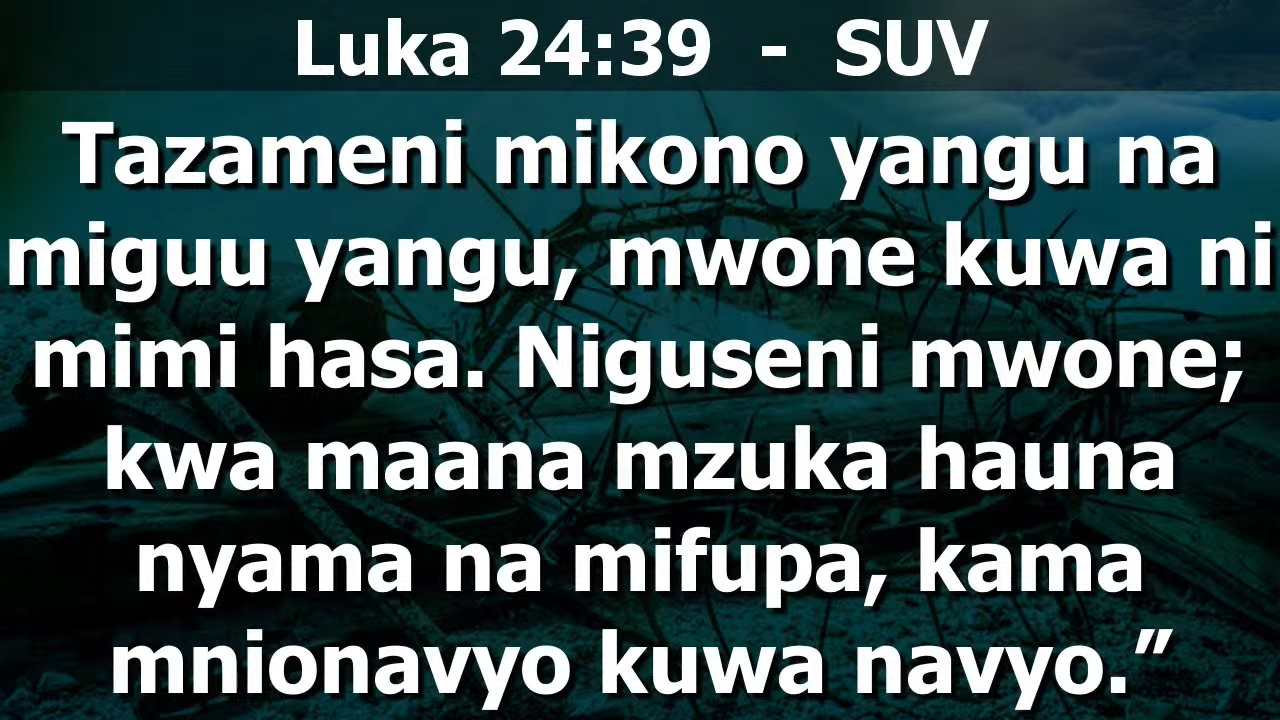 Luka 24:39 - SUV
Tazameni mikono yangu na
miguu yangu, mwone kuwa ni
mimi hasa. Niguseni mwone;
kwa maana mzuka hauna
nyama na mifupa, kama
mnionavyo kuwa navyo.”